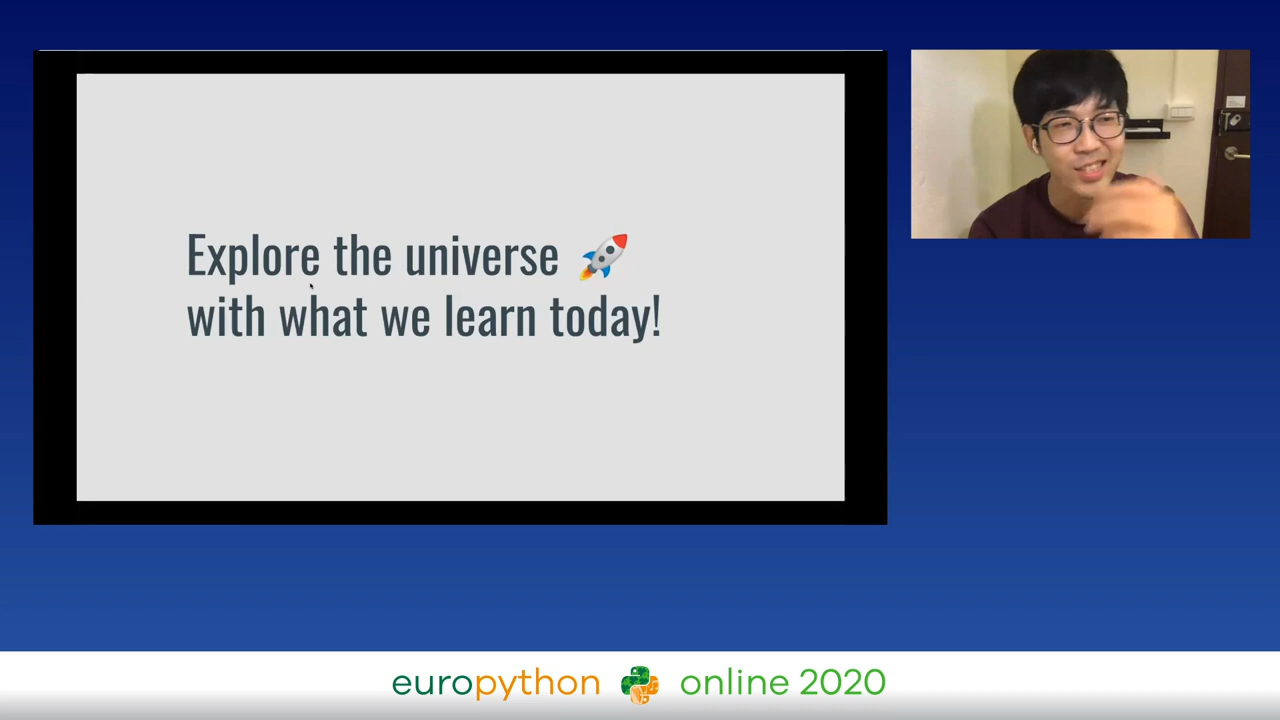 Explore the universe 🚀
with what we learn today!
europython online 2020